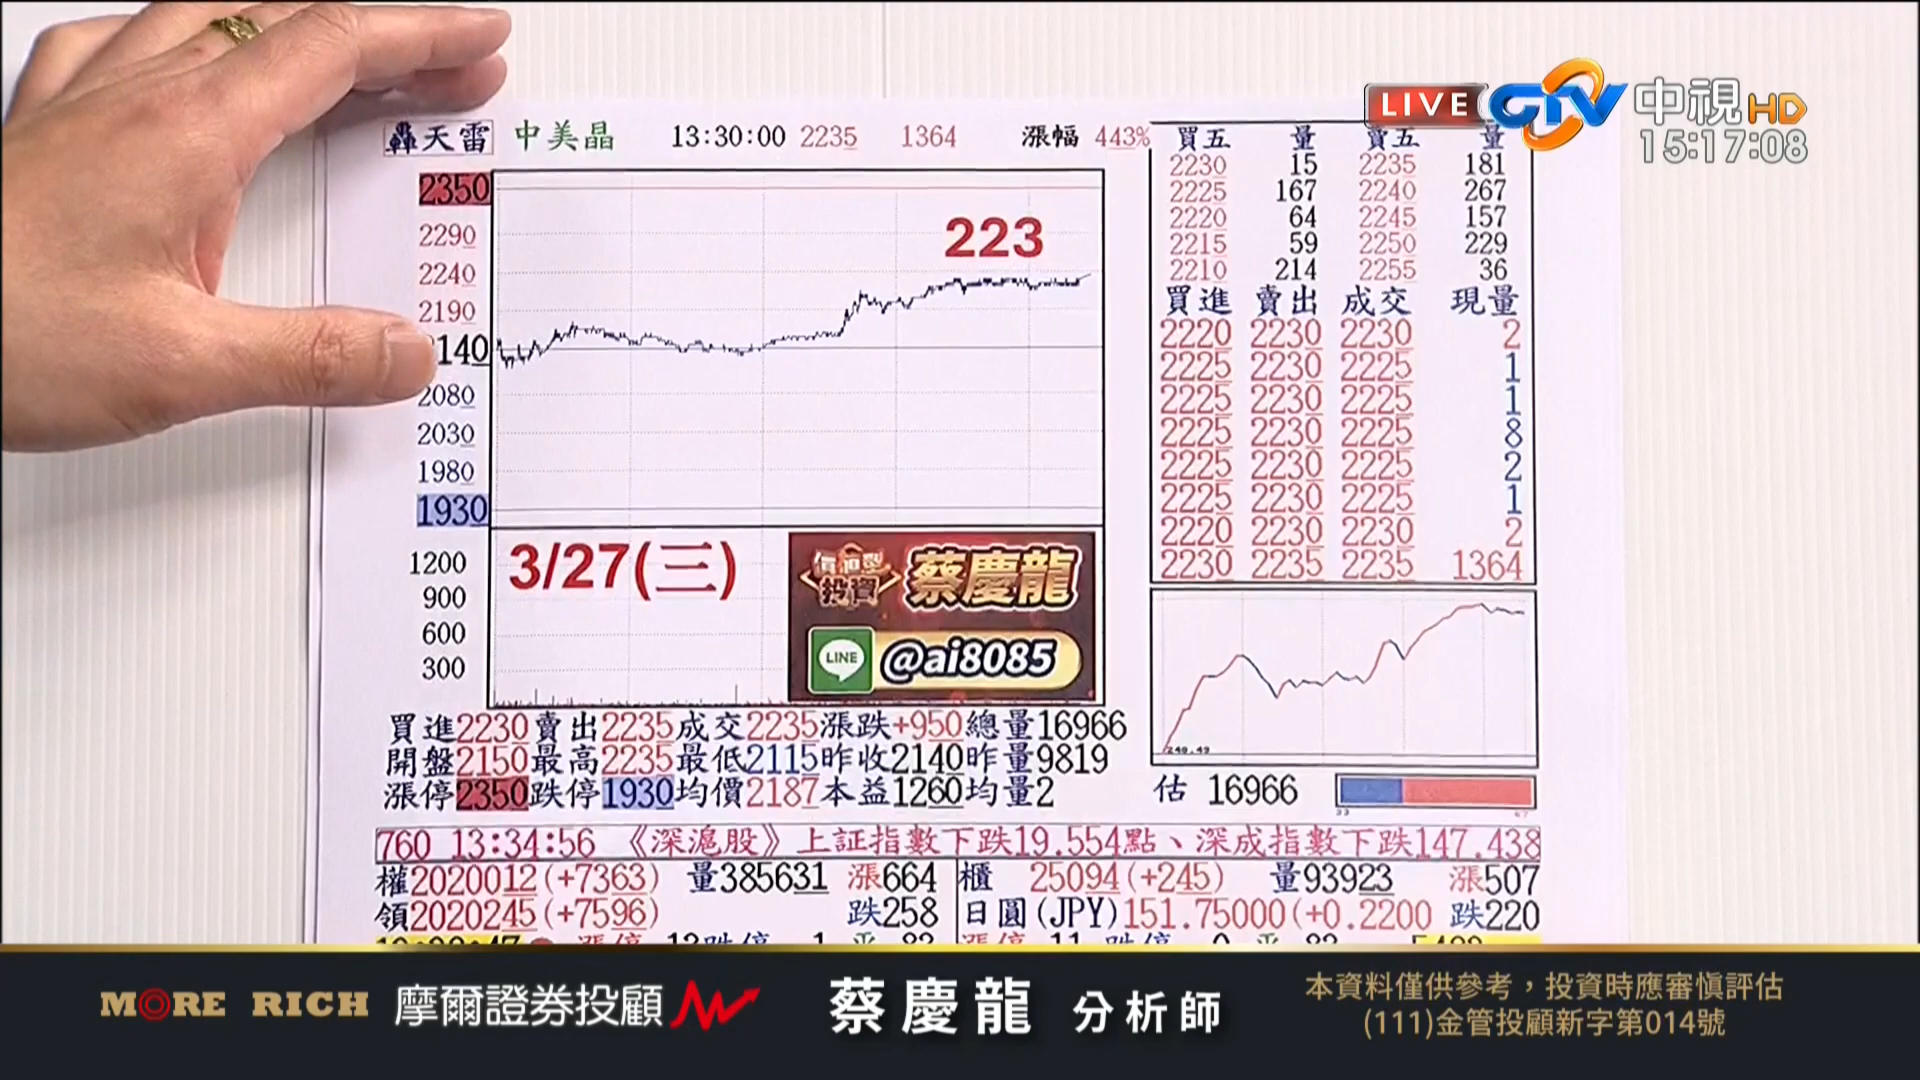 LIVE CTV 中視 HD
15:17:08
轟天雷 中美晶 13:30:00 2235 1364 漲幅 443%
買五 量 賣五 量
2230 15 2235 181
2225 167 2240 267
2220 64 2245 157
2215 59 2250 229
2210 214 2255 36
買進 賣出 成交 現量
2220 2230 2230 2
2225 2230 2225 1
2225 2230 2225 1
2225 2230 2225 8
2225 2230 2225 2
2225 2230 2225 1
2220 2230 2230 2
2230 2235 2235 1364
2350
2290
2240
2190
140
2080
2030
1980
1930
223
1200
900
600
300
3/27(三)
價值型投資 蔡慶龍
LINE @ai8085
240.49
買進2230賣出2235成交2235漲跌+950總量16966
開盤2150最高2235最低2115昨收2140昨量9819
漲停2350跌停1930均價2187本益1260均量2
估 16966
33 67
760 13:34:56 《深滬股》上証指數下跌19.554點、深成指數下跌147.438
權2020012(+7363) 量385631 漲664 櫃 25094(+245) 量93923 漲507
領2020245(+7596) 跌258 日圓(JPY)151.75000(+0.2200 跌220
MORE RICH 摩爾證券投顧 蔡慶龍 分析師
本資料僅供參考，投資時應審慎評估
(111)金管投顧新字第014號